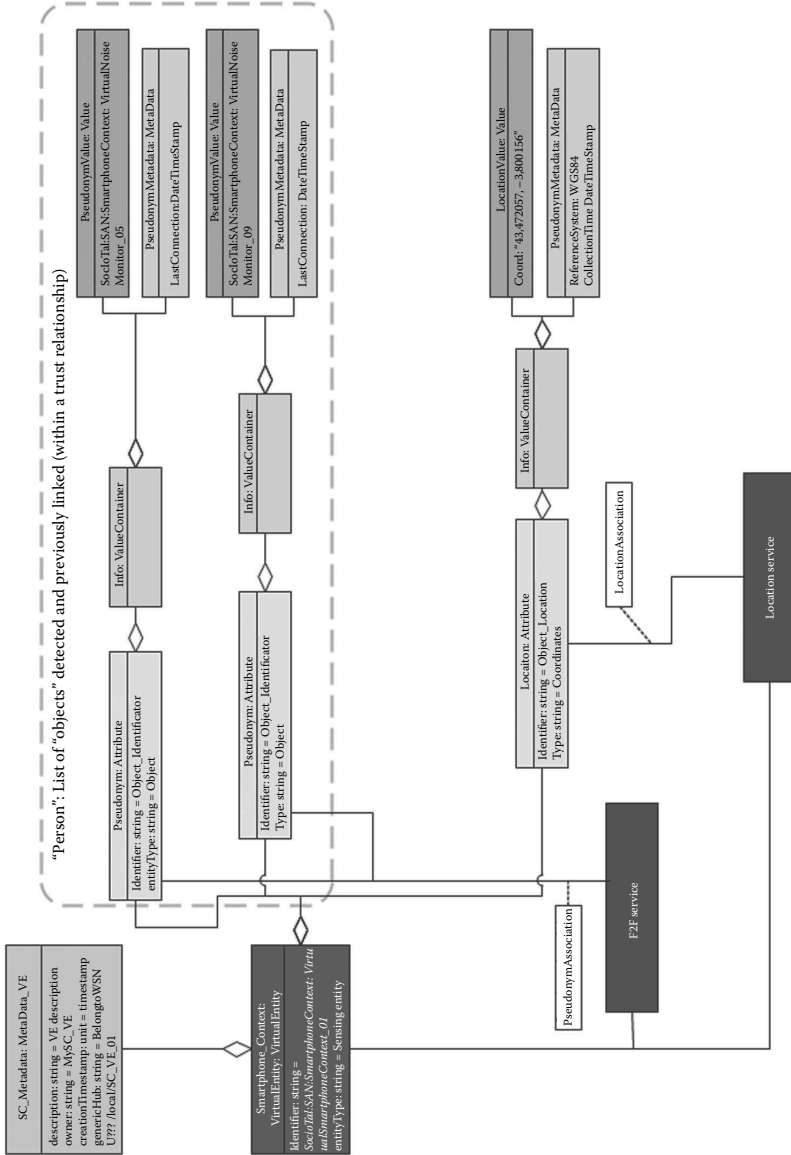 "Person": List of "objects" detected and previously linked (within a trust relationship)
SC_Metadata: MetaData_VE
description: string = VE description
owner: string = MySC_VE
creationTimestamp: unit = timestamp
genericHub: string = BelongtoWSN
U??? /local/SC_VE_01
Smartphone_Context:
VirtualEntity: VirtualEntity
Identifier: string =
SocioTal:SAN:SmartphoneContext: Virtu
ualSmartphoneContext_01
entityType: string = Sensing entity
Pseudonym: Attribute
Identifier: string = Object_Identificator
entityType: string = Object
Info: ValueContainer
PseudonymValue: Value
SocIoTal:SAN:SmartphoneContext: VirtualNoise
Monitor_05
PseudonymMetadata: MetaData
LastConnection:DateTimeStamp
Pseudonym: Attribute
Identifier: string = Object_Identificator
Type: string = Object
Info: ValueContainer
PseudonymValue: Value
SocIoTal:SAN:SmartphoneContext: VirtualNoise
Monitor_09
PseudonymMetadata: MetaData
LastConnection: DateTimeStamp
Locaiton: Attribute
Identifier: string = Object_Location
Type: string = Coordinates
Info: ValueContainer
LocationValue: Value
Coord: "43,472057, −3,800156"
PseudonymMetadata: MetaData
ReferenceSystem: WGS84
CollectionTime DateTimeStamp
PseudonymAssociation
F2F service
LocationAssociation
Location service